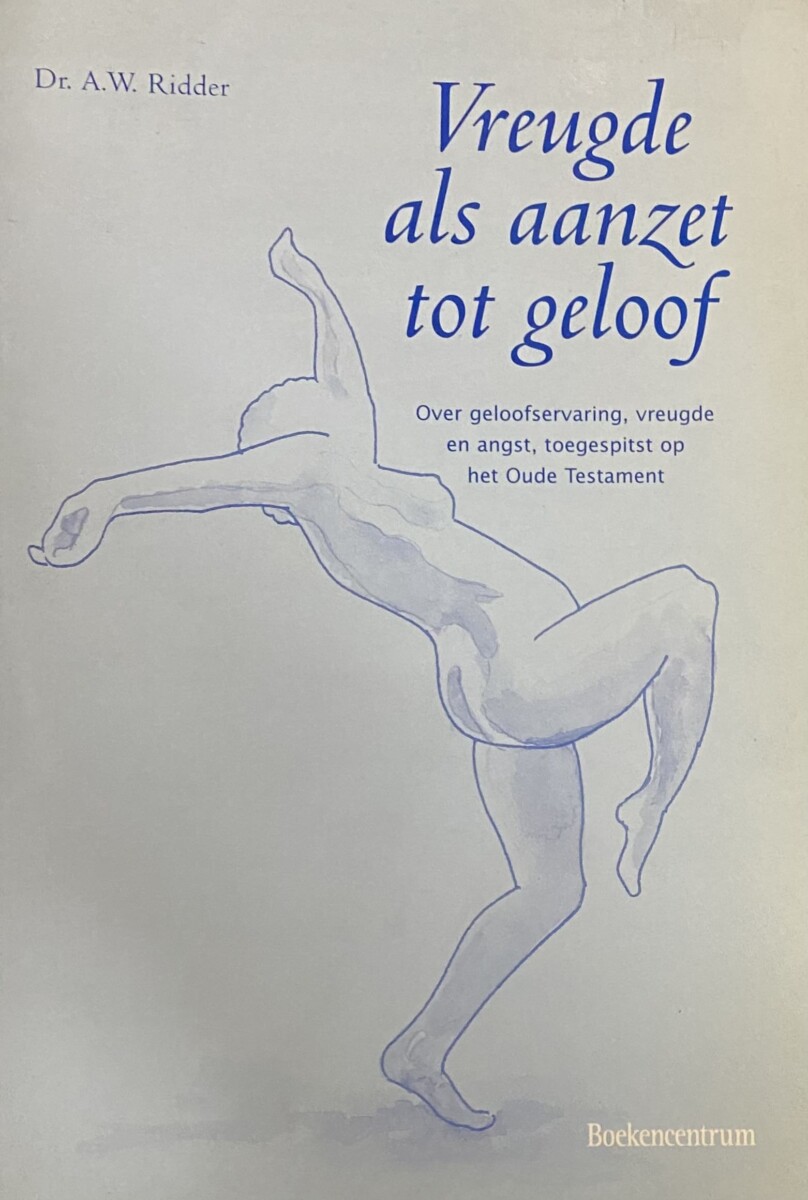 Dr. A.W. Ridder
Vreugde
als aanzet
tot geloof
Over geloofservaring, vreugde
en angst, toegespitst op
het Oude Testament
Boekencentrum